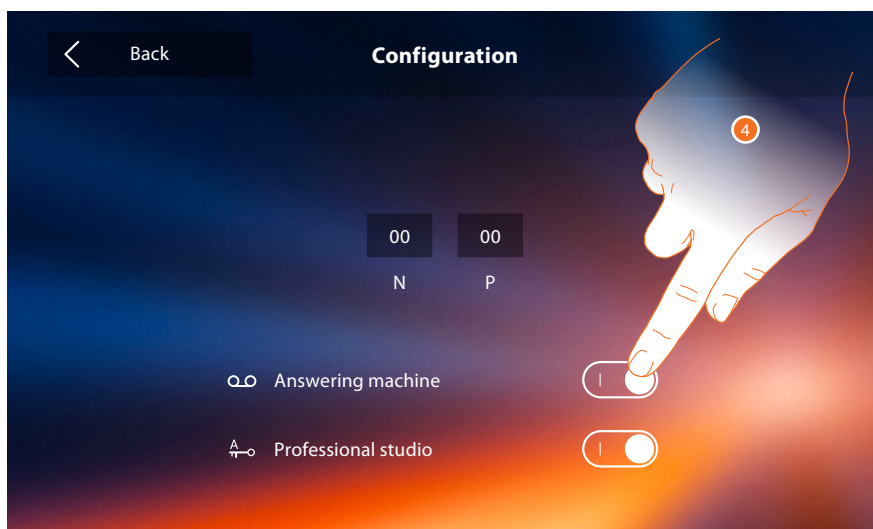 Back
Configuration
4
00 00
N P
Answering machine
A
Professional studio